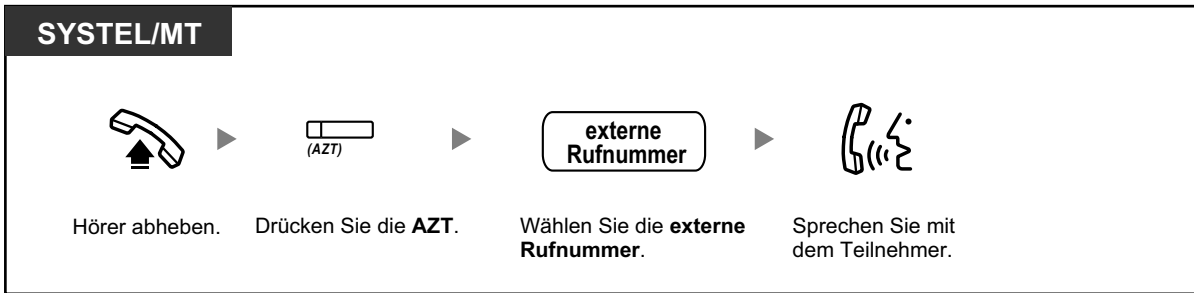 SYSTEL/MT
(AZT)
externe
Rufnummer
Hörer abheben.
Drücken Sie die AZT.
Wählen Sie die externe
Rufnummer.
Sprechen Sie mit
dem Teilnehmer.